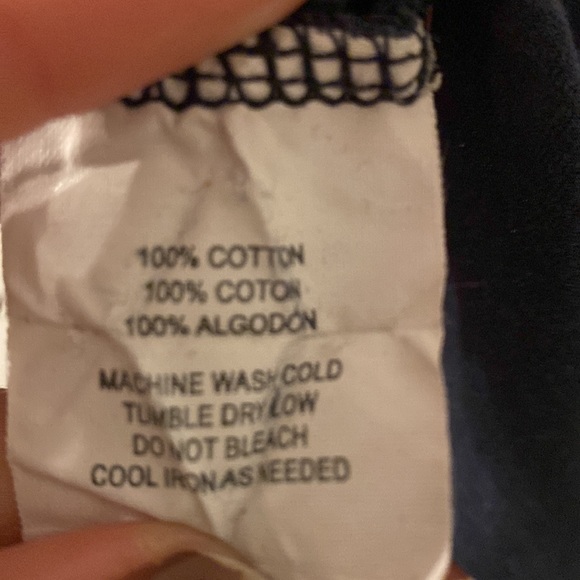 100% COTTON
100% COTON
100% ALGODÓN
MACHINE WASH COLD
TUMBLE DRY LOW
DO NOT BLEACH
COOL IRON AS NEEDED